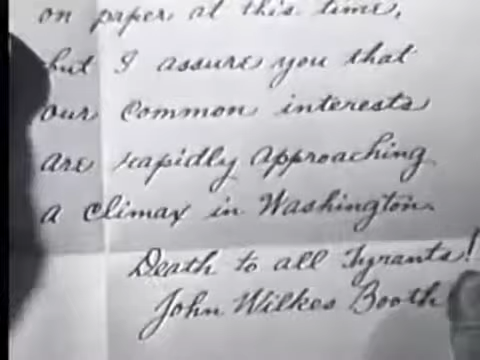 on paper at this time,
but I assure you that
our common interests
are rapidly approaching
a climax in Washington.
Death to all Tyrants!
John Wilkes Booth